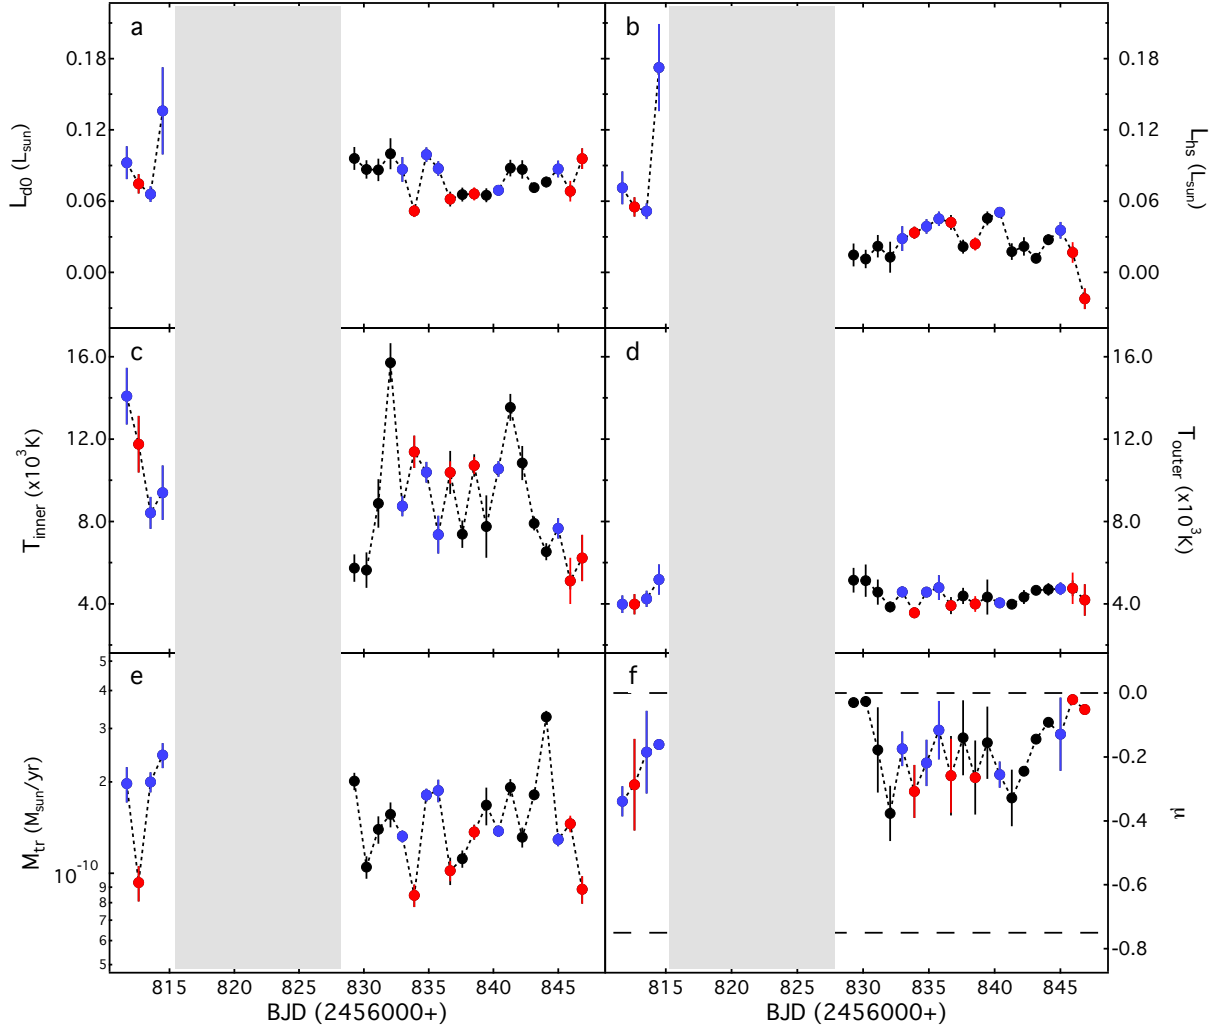 a
b
0.18
0.12
0.06
0.00
L_d0 (L_sun)
0.18
0.12
0.06
0.00
L_hs (L_sun)
c
d
16.0
12.0
8.0
4.0
T_inner (x10^3K)
16.0
12.0
8.0
4.0
T_outer (x10^3K)
e
f
5
4
3
2
10^-10
9
8
7
6
5
M_tr (M_sun/yr)
0.0
-0.2
-0.4
-0.6
-0.8
μ
815 820 825 830 835 840 845
815 820 825 830 835 840 845
BJD (2456000+)
BJD (2456000+)